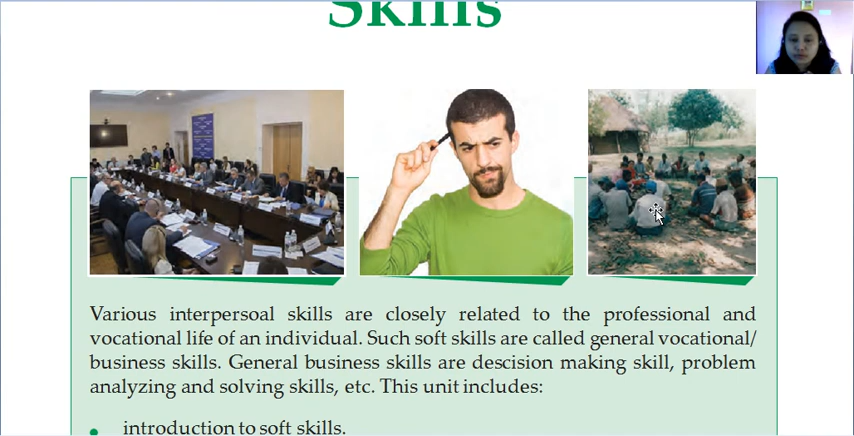 Skills
Various interpersoal skills are closely related to the professional and
vocational life of an individual. Such soft skills are called general vocational/
business skills. General business skills are descision making skill, problem
analyzing and solving skills, etc. This unit includes:
• introduction to soft skills.